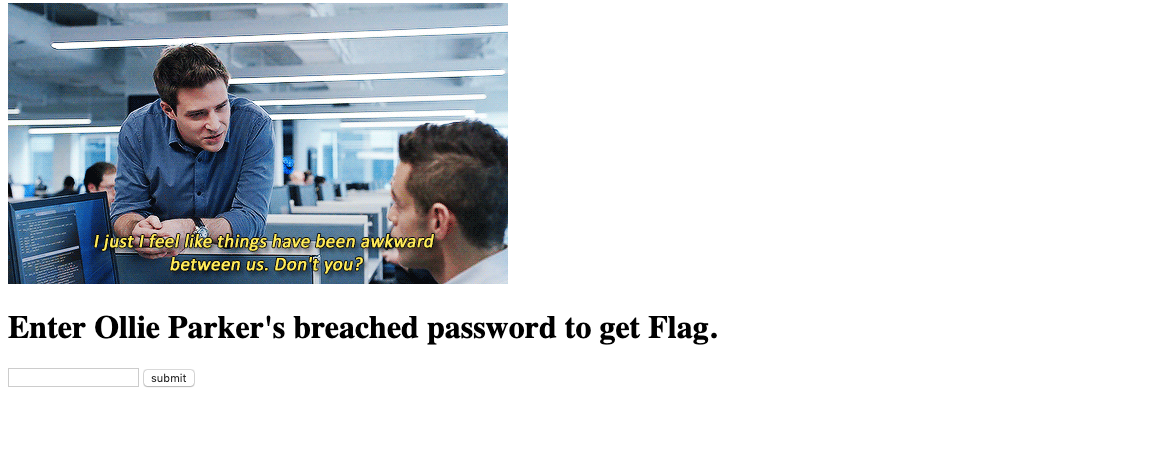 I just I feel like things have been awkward
between us. Don't you?
Enter Ollie Parker's breached password to get Flag.
submit